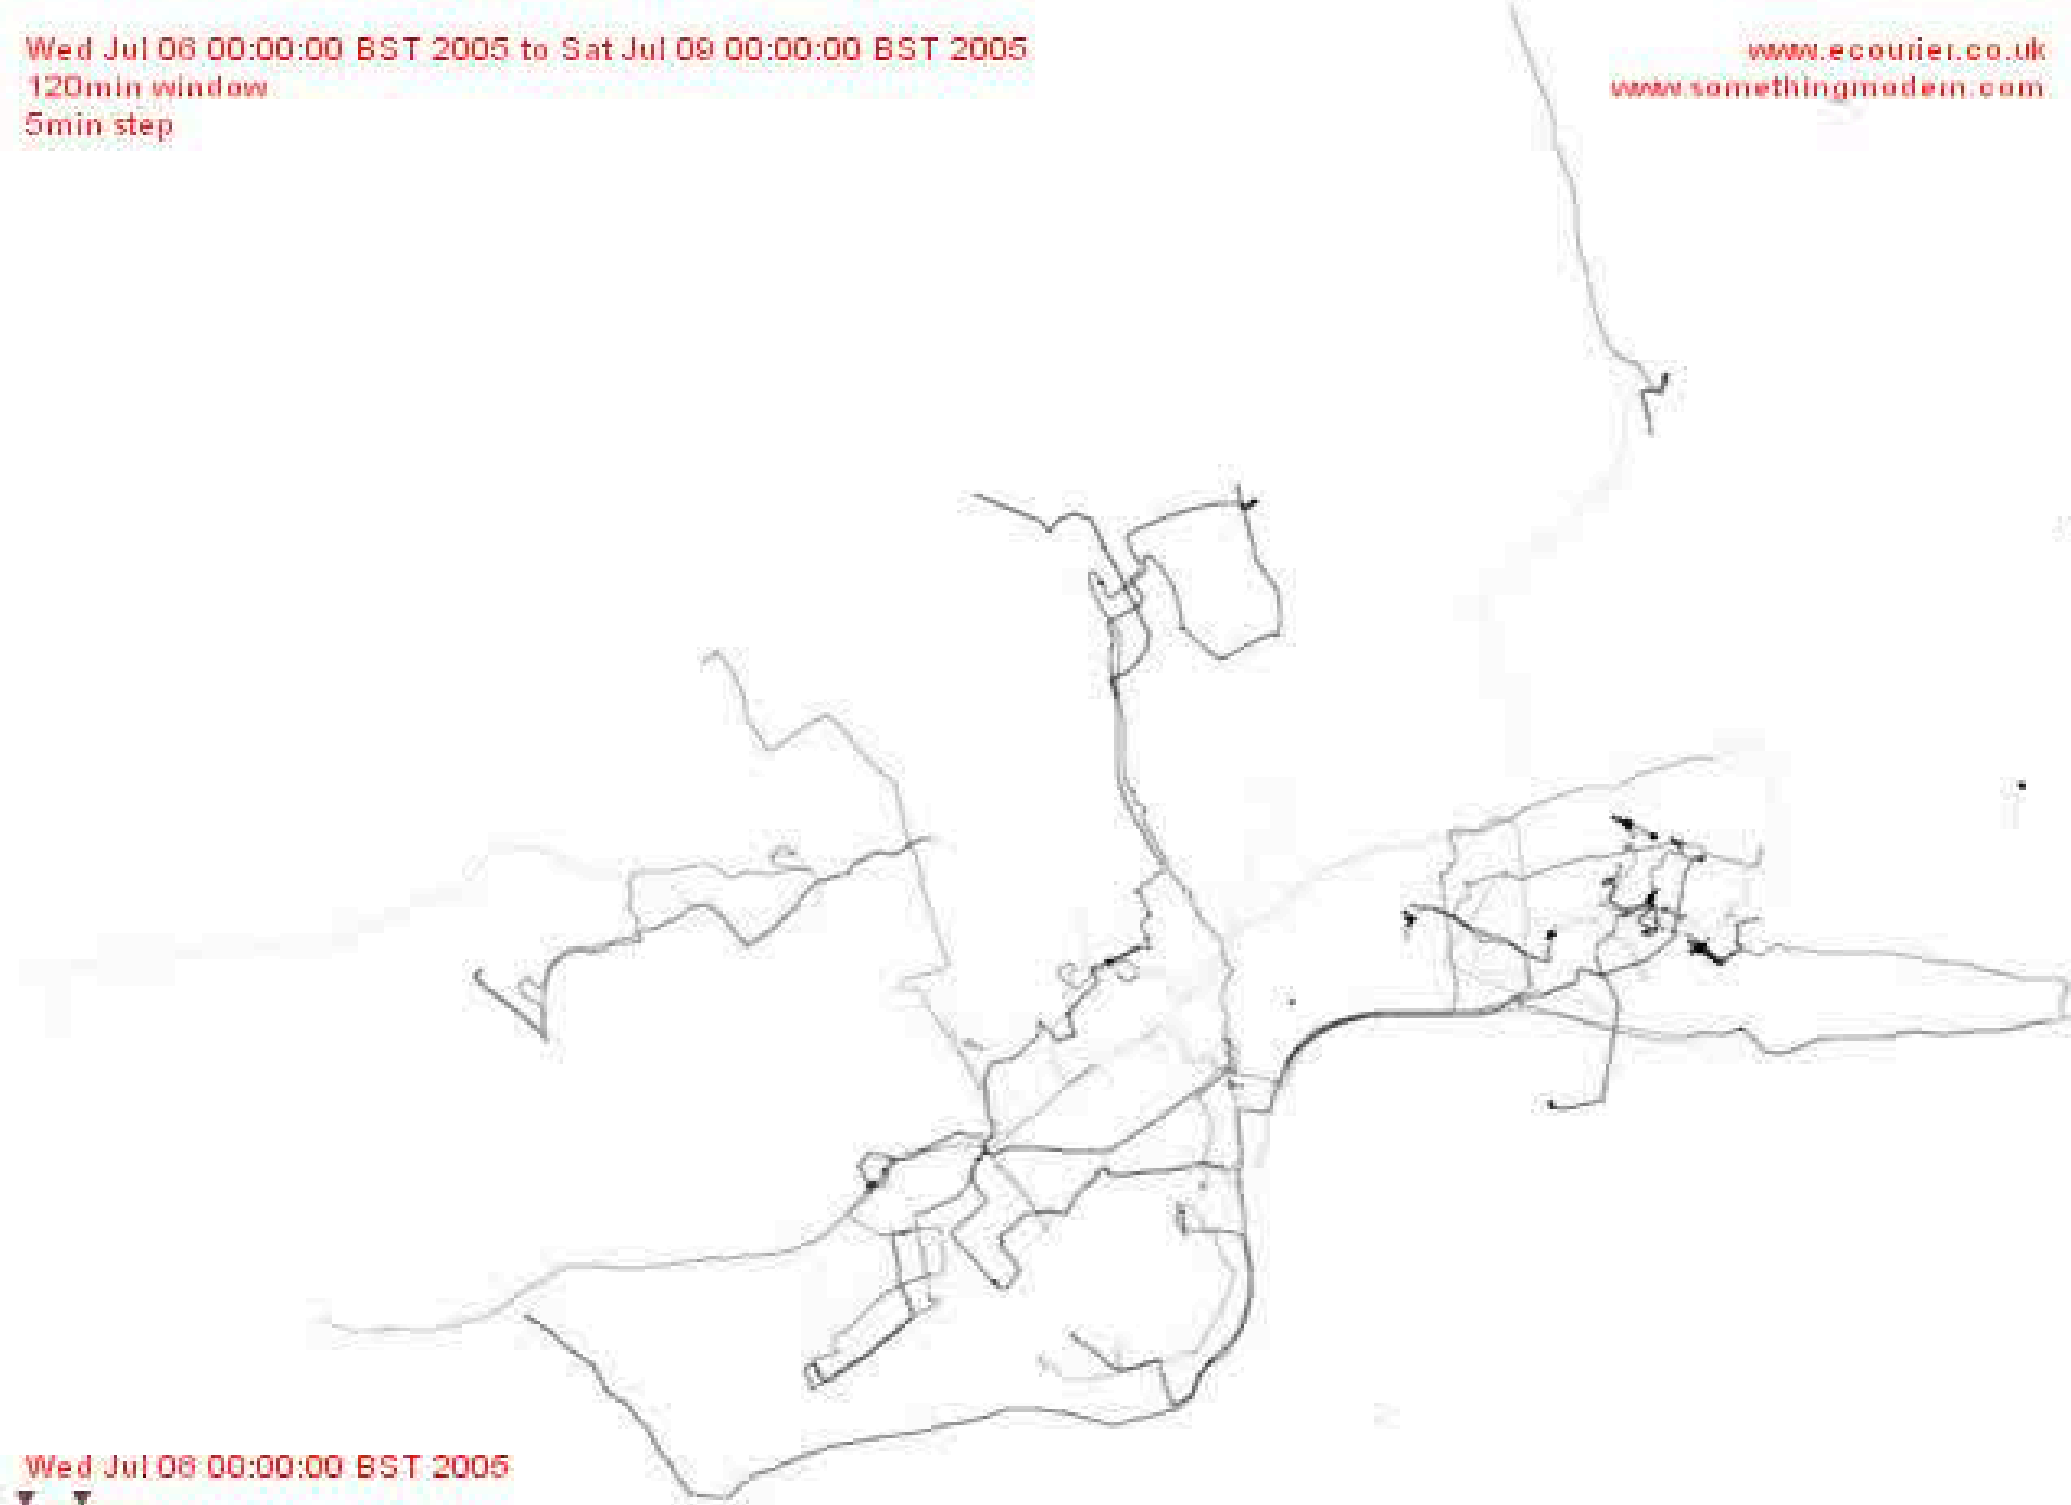 Wed Jul 06 00:00:00 BST 2005 to Sat Jul 09 00:00:00 BST 2005
120min window
5min step
www.ecourier.co.uk
www.somethingmodern.com
Wed Jul 06 00:00:00 BST 2005